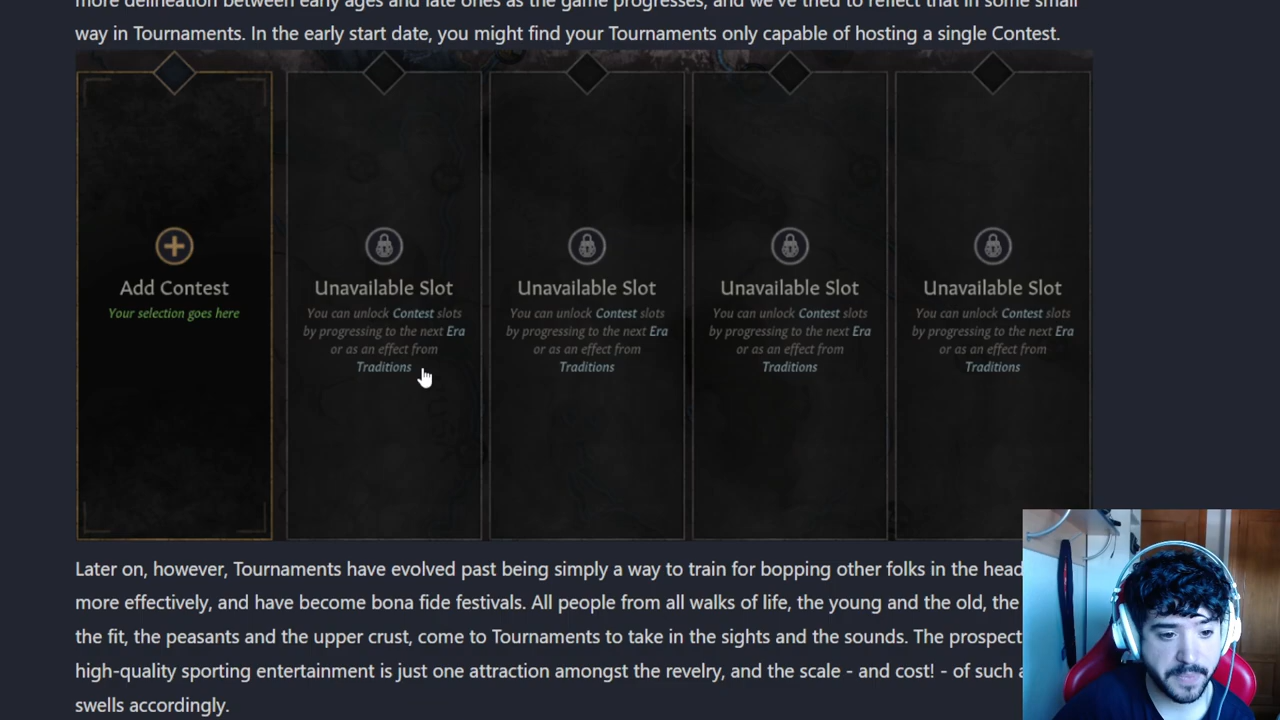 more delineation between early ages and late ones as the game progresses, and we've tried to reflect that in some small
way in Tournaments. In the early start date, you might find your Tournaments only capable of hosting a single Contest.
Add Contest
Your selection goes here
Unavailable Slot
You can unlock Contest slots
by progressing to the next Era
or as an effect from
Traditions
Unavailable Slot
You can unlock Contest slots
by progressing to the next Era
or as an effect from
Traditions
Unavailable Slot
You can unlock Contest slots
by progressing to the next Era
or as an effect from
Traditions
Unavailable Slot
You can unlock Contest slots
by progressing to the next Era
or as an effect from
Traditions
Later on, however, Tournaments have evolved past being simply a way to train for bopping other folks in the head
more effectively, and have become bona fide festivals. All people from all walks of life, the young and the old, the
the fit, the peasants and the upper crust, come to Tournaments to take in the sights and the sounds. The prospect
high-quality sporting entertainment is just one attraction amongst the revelry, and the scale - and cost! - of such
swells accordingly.